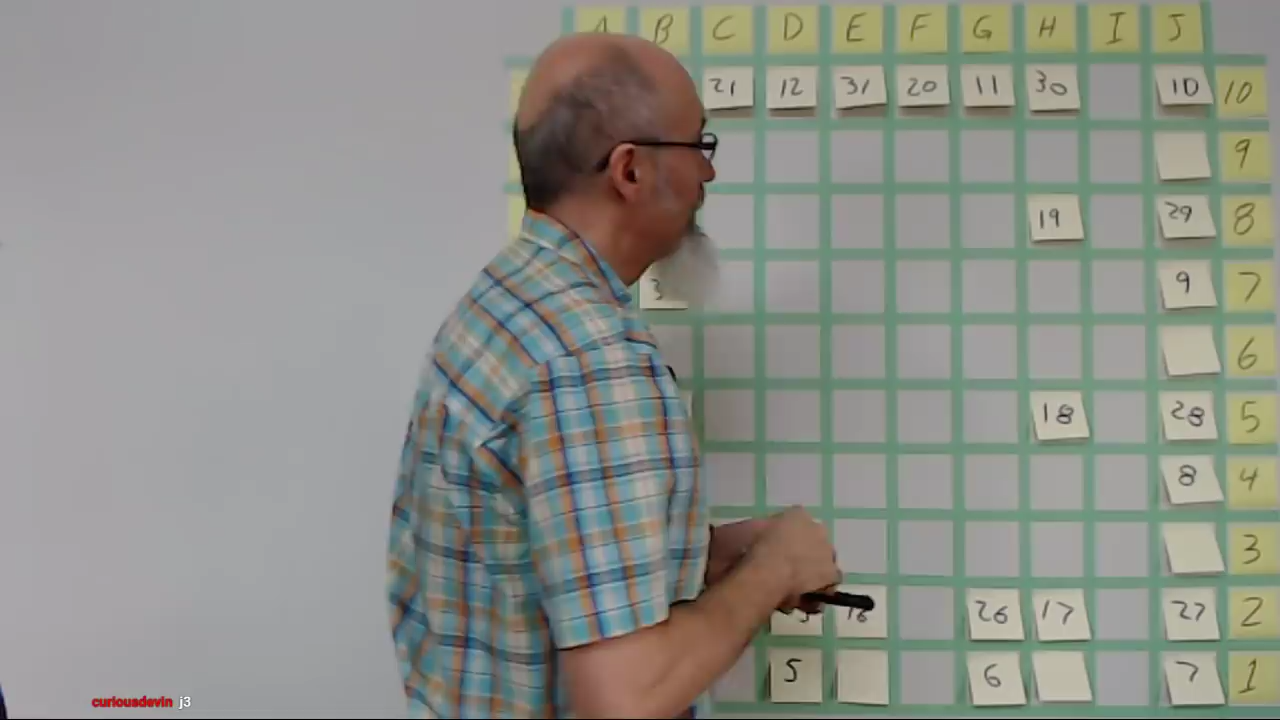 A B C D E F G H I J
21 12 31 20 11 30 10 10
9
19 29 8
3 9 7
6
18 28 5
8 4
3
16 26 17 27 2
5 6 7 1
curiousdevin j3